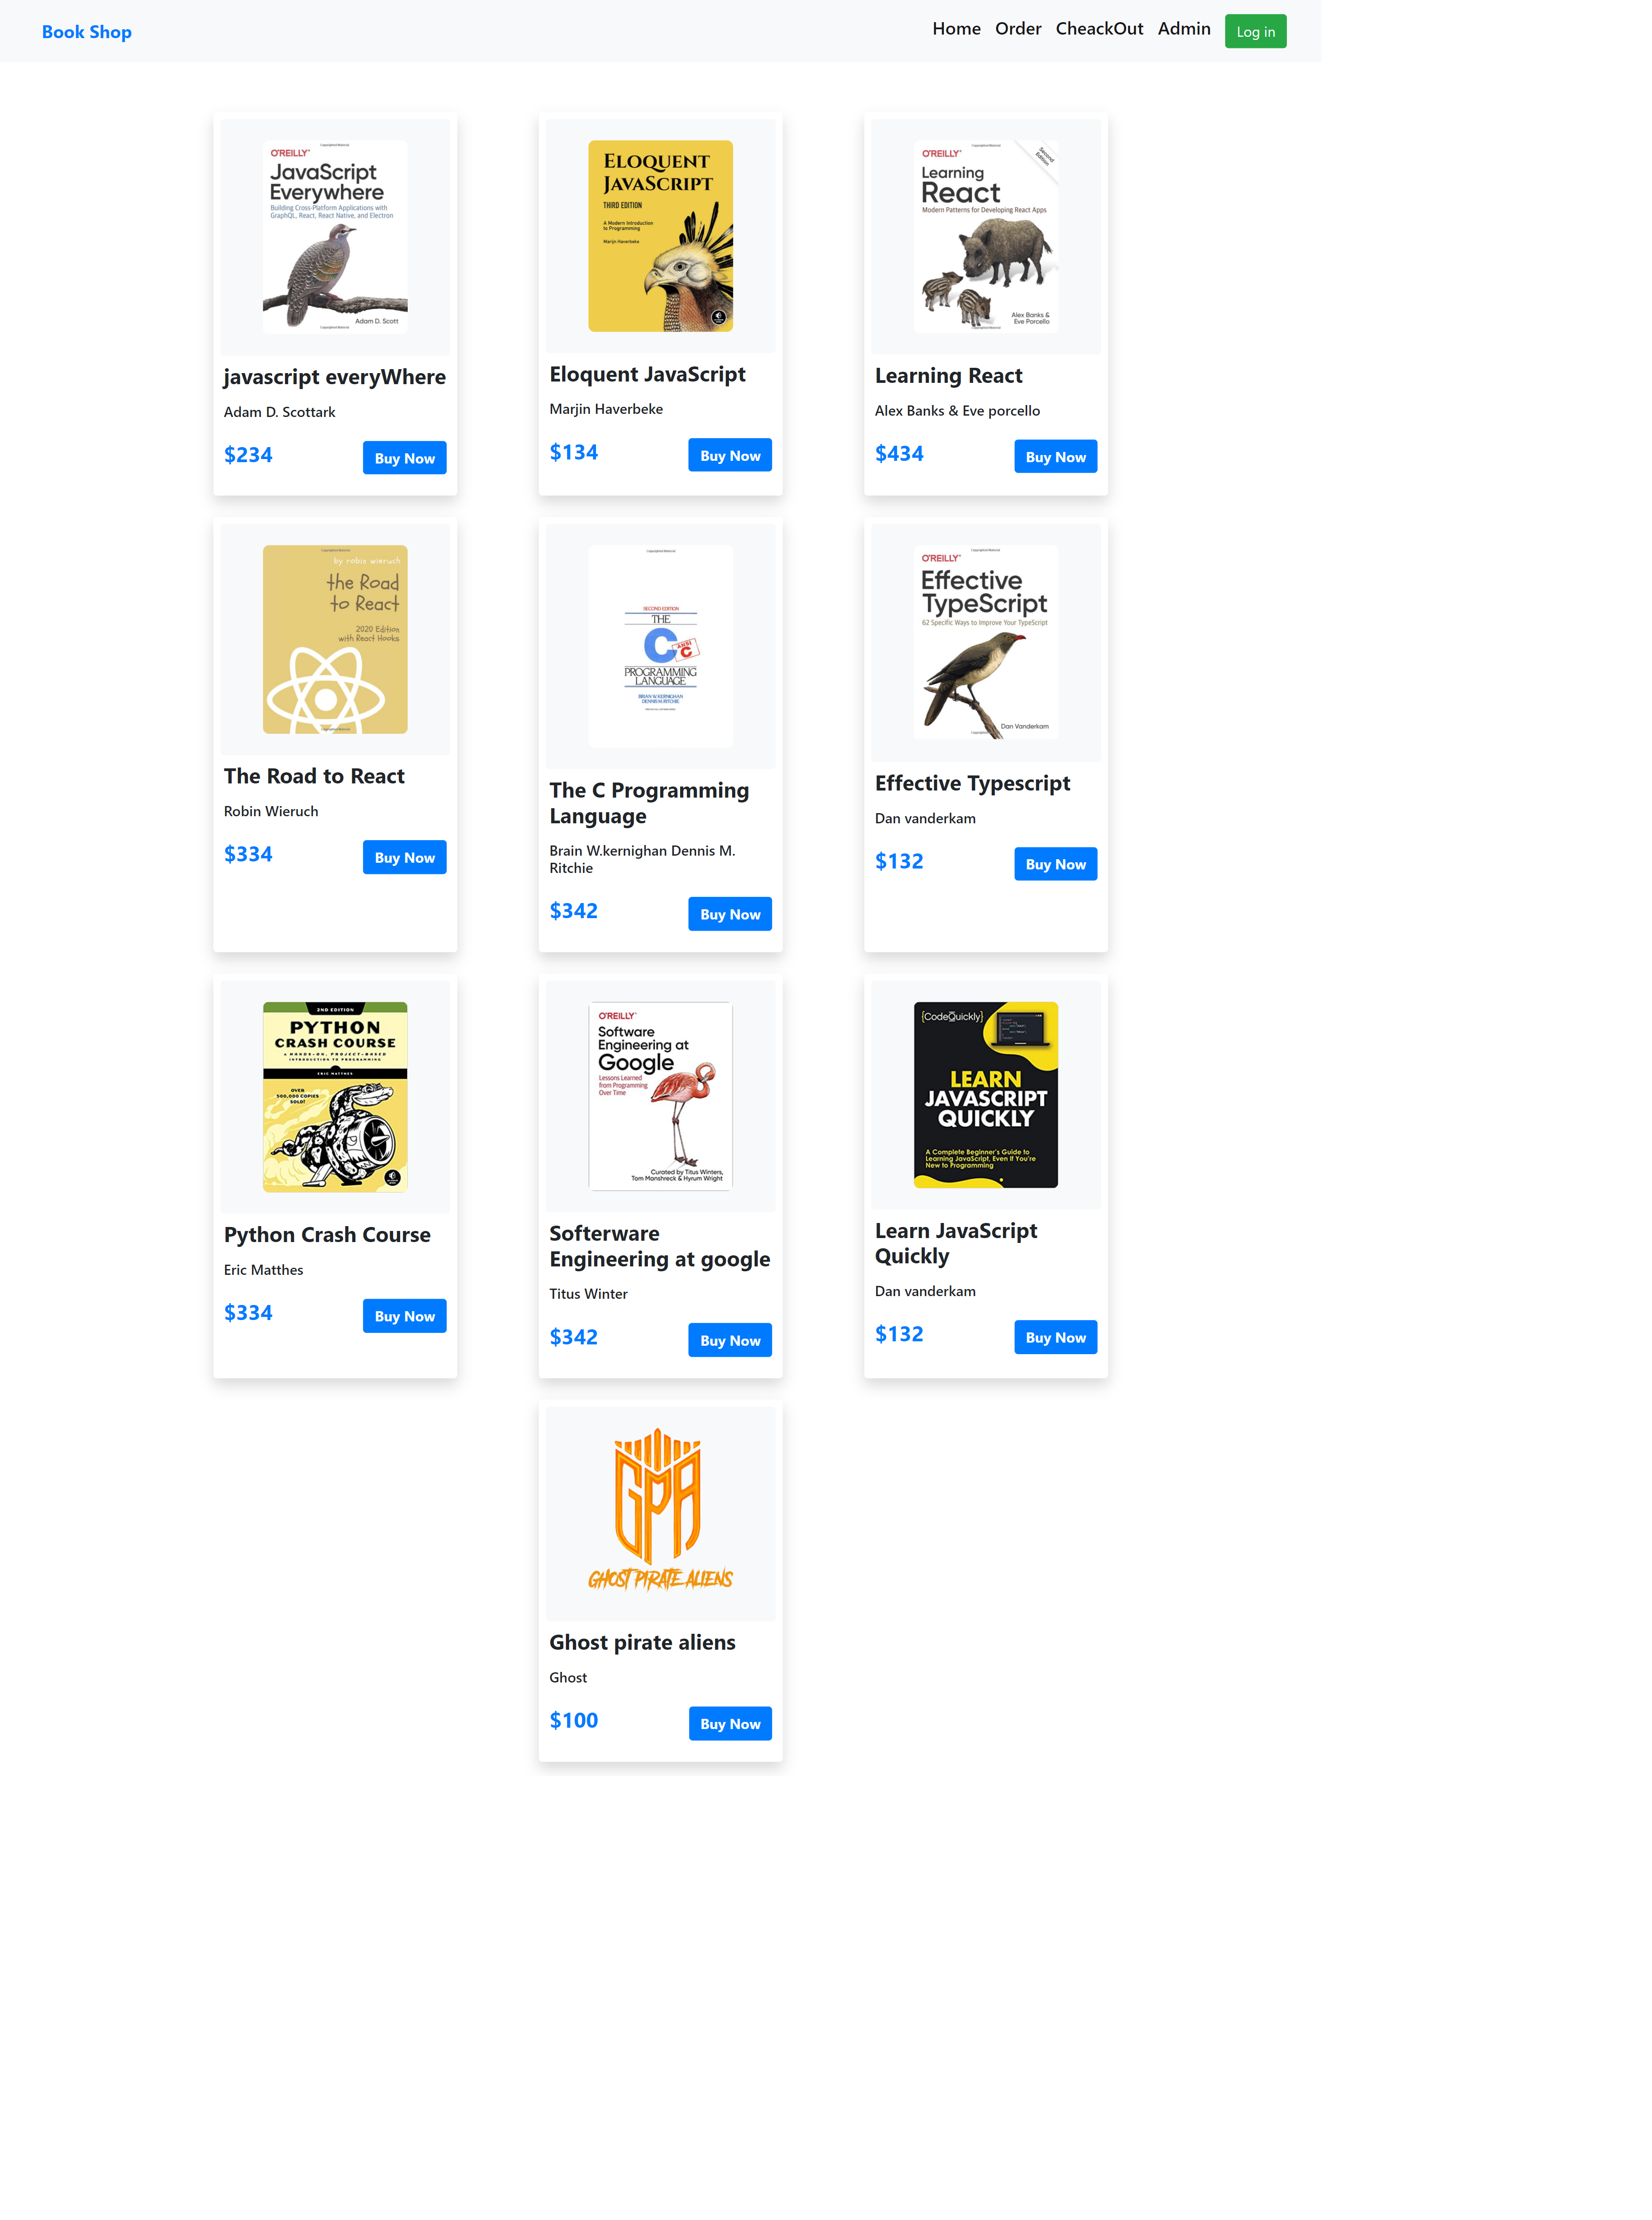 Book Shop
Home Order CheackOut Admin Log in
O'REILLY
JavaScript
Everywhere
Building Cross-Platform Applications with
GraphQL, React, React Native, and Electron
Adam D. Scott
javascript everyWhere
Adam D. Scottark
$234 Buy Now
ELOQUENT
JAVASCRIPT
THIRD EDITION
A Modern Introduction
to Programming
Marijn Haverbeke
Eloquent JavaScript
Marjin Haverbeke
$134 Buy Now
O'REILLY
Second
Edition
Learning
React
Modern Patterns for Developing React Apps
Alex Banks &
Eve Porcello
Learning React
Alex Banks & Eve porcello
$434 Buy Now
by robin wieruch
the Road
to React
2020 Edition
with React Hooks
The Road to React
Robin Wieruch
$334 Buy Now
SECOND EDITION
THE
C
ANSI
C
PROGRAMMING
LANGUAGE
BRIAN W. KERNIGHAN
DENNIS M. RITCHIE
The C Programming
Language
Brain W.kernighan Dennis M.
Ritchie
$342 Buy Now
O'REILLY
Effective
TypeScript
62 Specific Ways to Improve Your TypeScript
Dan Vanderkam
Effective Typescript
Dan vanderkam
$132 Buy Now
2ND EDITION
PYTHON
CRASH COURSE
A HANDS-ON, PROJECT-BASED
INTRODUCTION TO PROGRAMMING
ERIC MATTHES
OVER
500,000 COPIES
SOLD!
Python Crash Course
Eric Matthes
$334 Buy Now
O'REILLY
Software
Engineering at
Google
Lessons Learned
from Programming
Over Time
Curated by Titus Winters,
Tom Manshreck & Hyrum Wright
Softerware
Engineering at google
Titus Winter
$342 Buy Now
{CodeQuickly}
LEARN
JAVASCRIPT
QUICKLY
A Complete Beginner's Guide to
Learning JavaScript, Even If You're
New to Programming
Learn JavaScript
Quickly
Dan vanderkam
$132 Buy Now
GPA
GHOST PIRATE ALIENS
Ghost pirate aliens
Ghost
$100 Buy Now